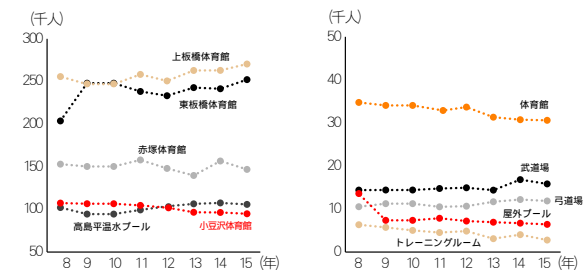 (千人)
300
250
200
150
100
50
上板橋体育館
東板橋体育館
赤塚体育館
高島平温水プール
小豆沢体育館
8 9 10 11 12 13 14 15 (年)
(千人)
50
40
30
20
10
0
体育館
武道場
弓道場
屋外プール
トレーニングルーム
8 9 10 11 12 13 14 15 (年)